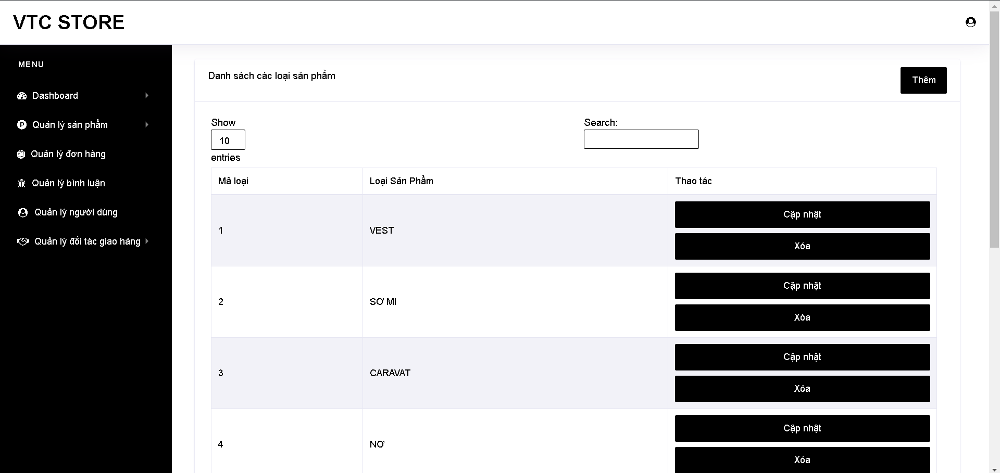 VTC STORE
MENU
Dashboard
Quản lý sản phẩm
Quản lý đơn hàng
Quản lý bình luận
Quản lý người dùng
Quản lý đối tác giao hàng
Danh sách các loại sản phẩm
Thêm
Show
10
entries
Search:
Mã loại Loại Sản Phẩm Thao tác
1 VEST Cập nhật
Xóa
2 SƠ MI Cập nhật
Xóa
3 CARAVAT Cập nhật
Xóa
4 NƠ Cập nhật
Xóa